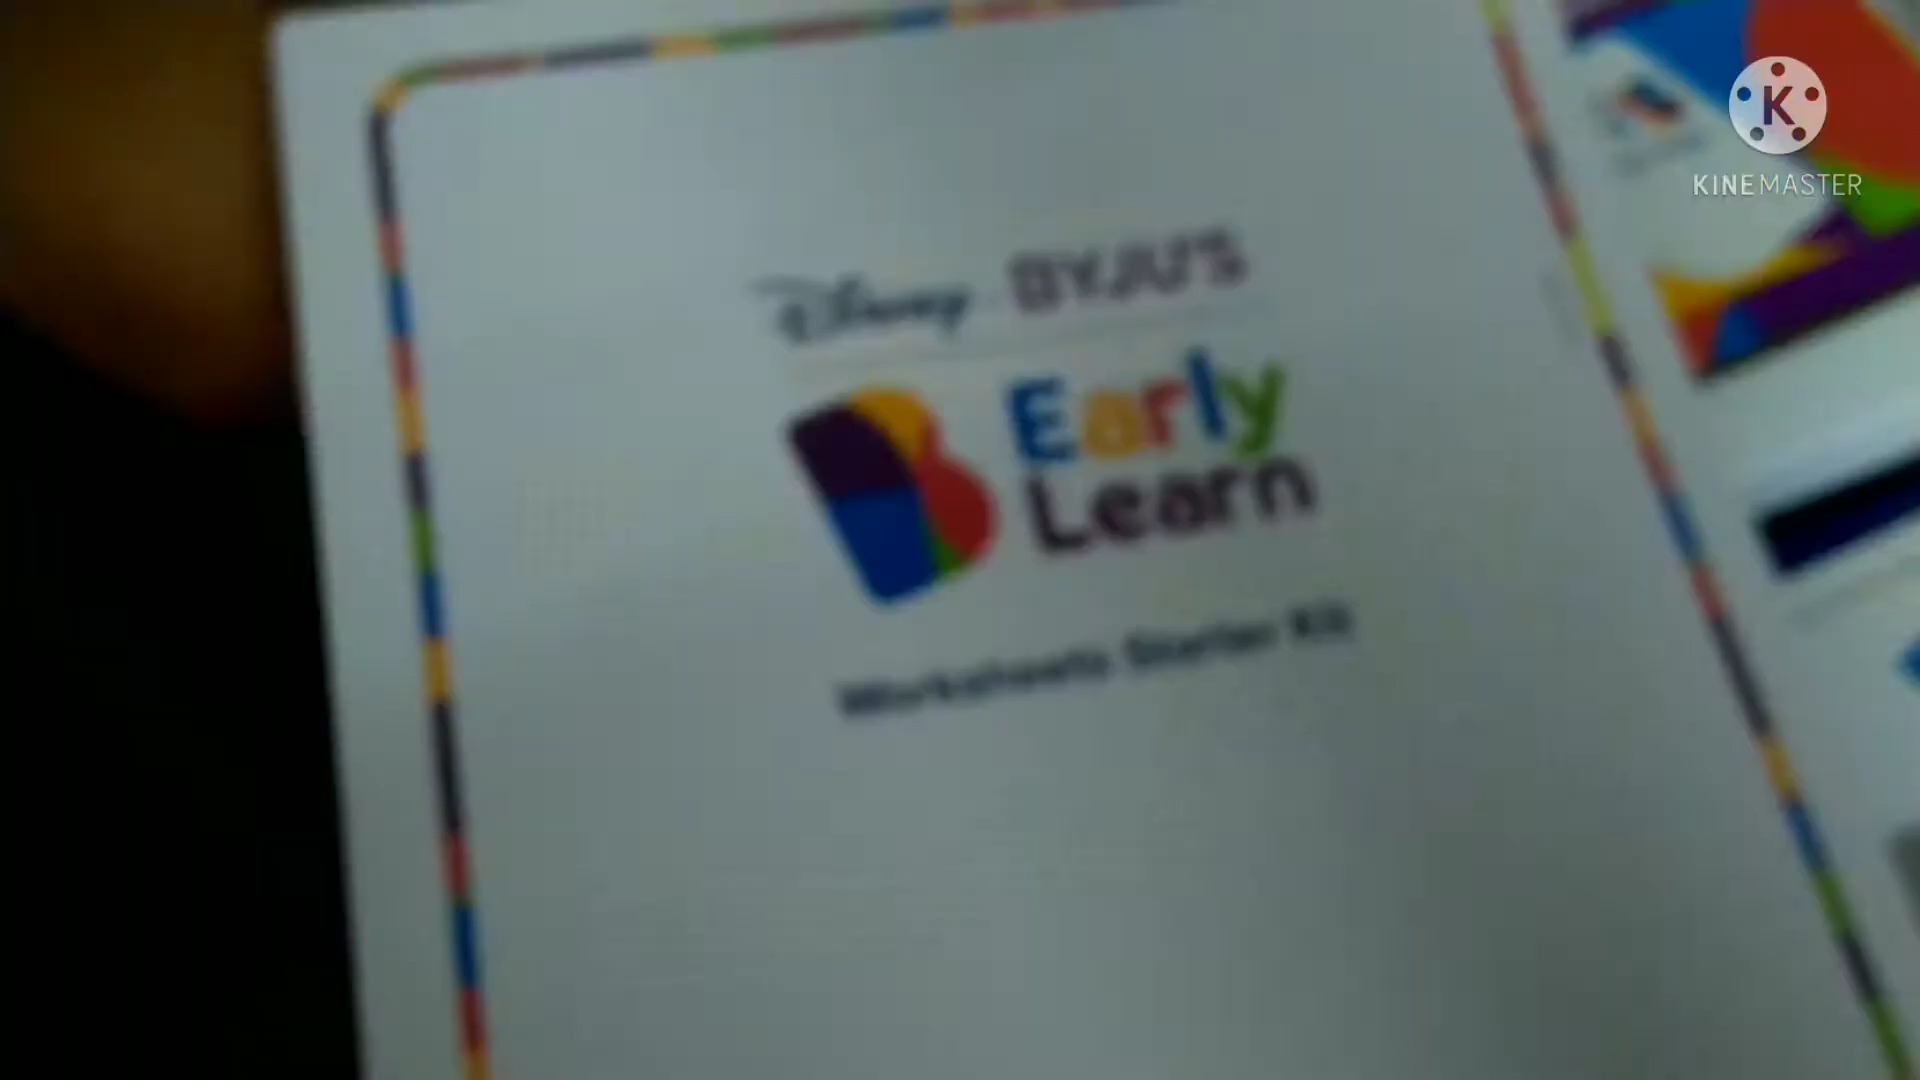 Disney BYJU'S
Early
Learn
Worksheets Starter Kit
K
KINEMASTER